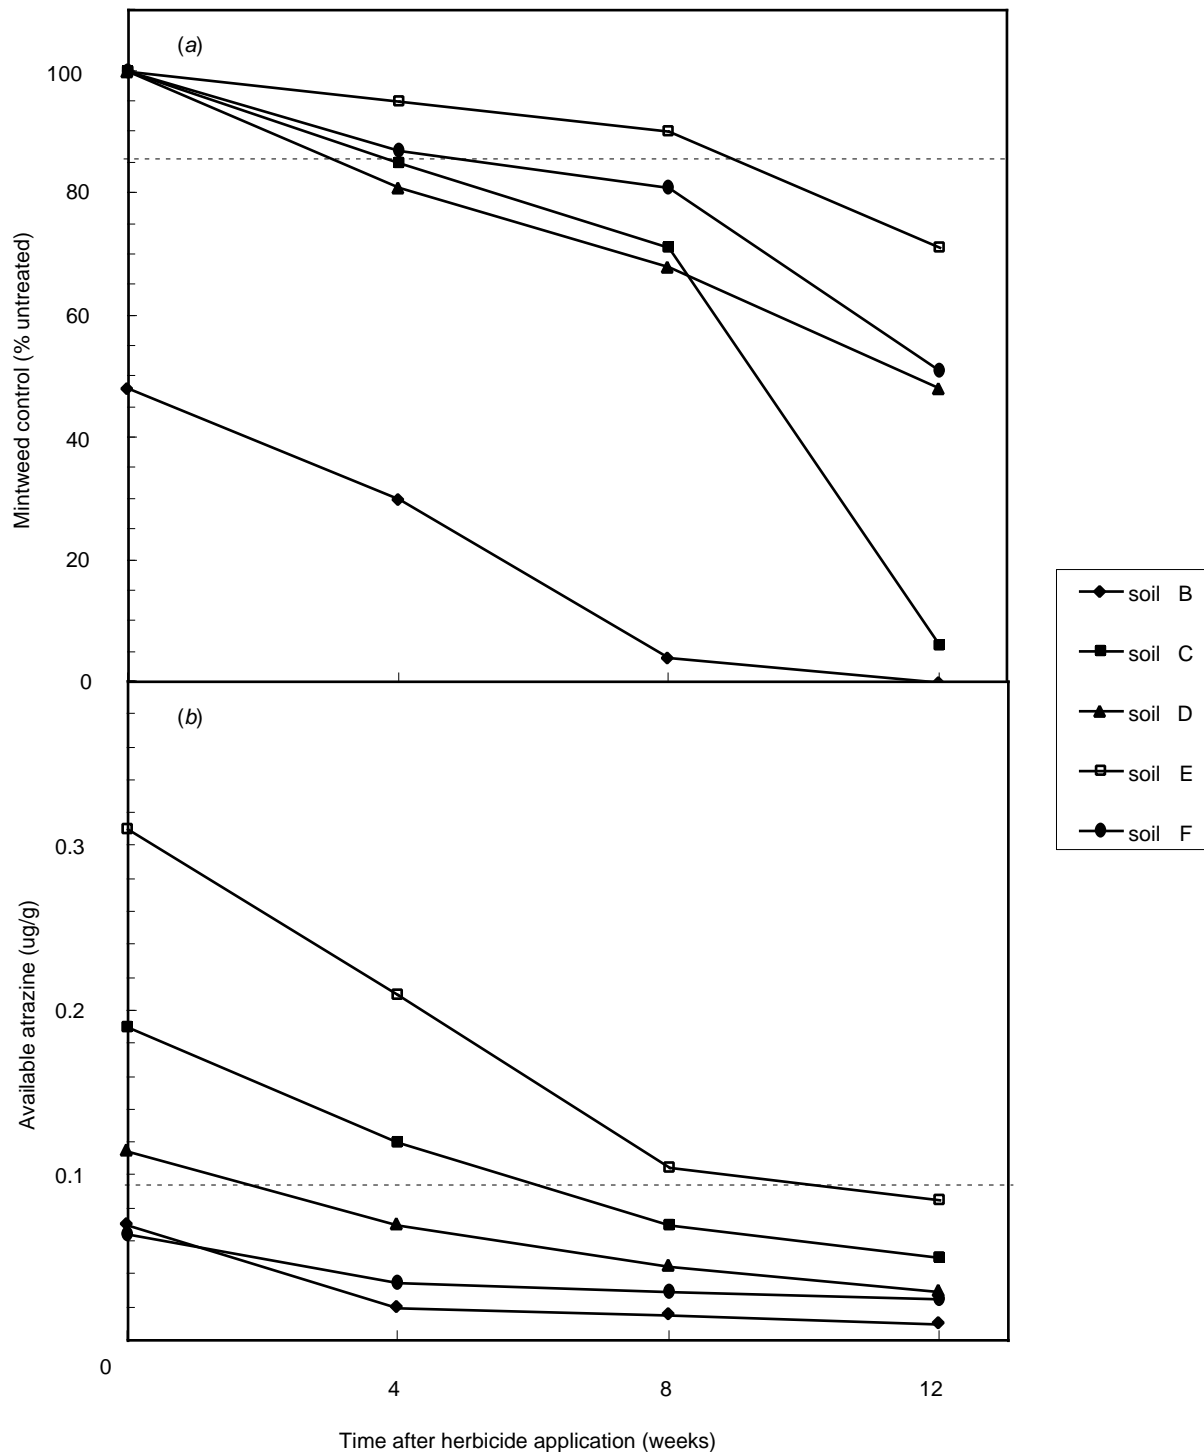 (a)
100
80
60
40
20
0
Mintweed control (% untreated)
(b)
0.3
0.2
0.1
0
Available atrazine (ug/g)
4 8 12
Time after herbicide application (weeks)
soil B
soil C
soil D
soil E
soil F